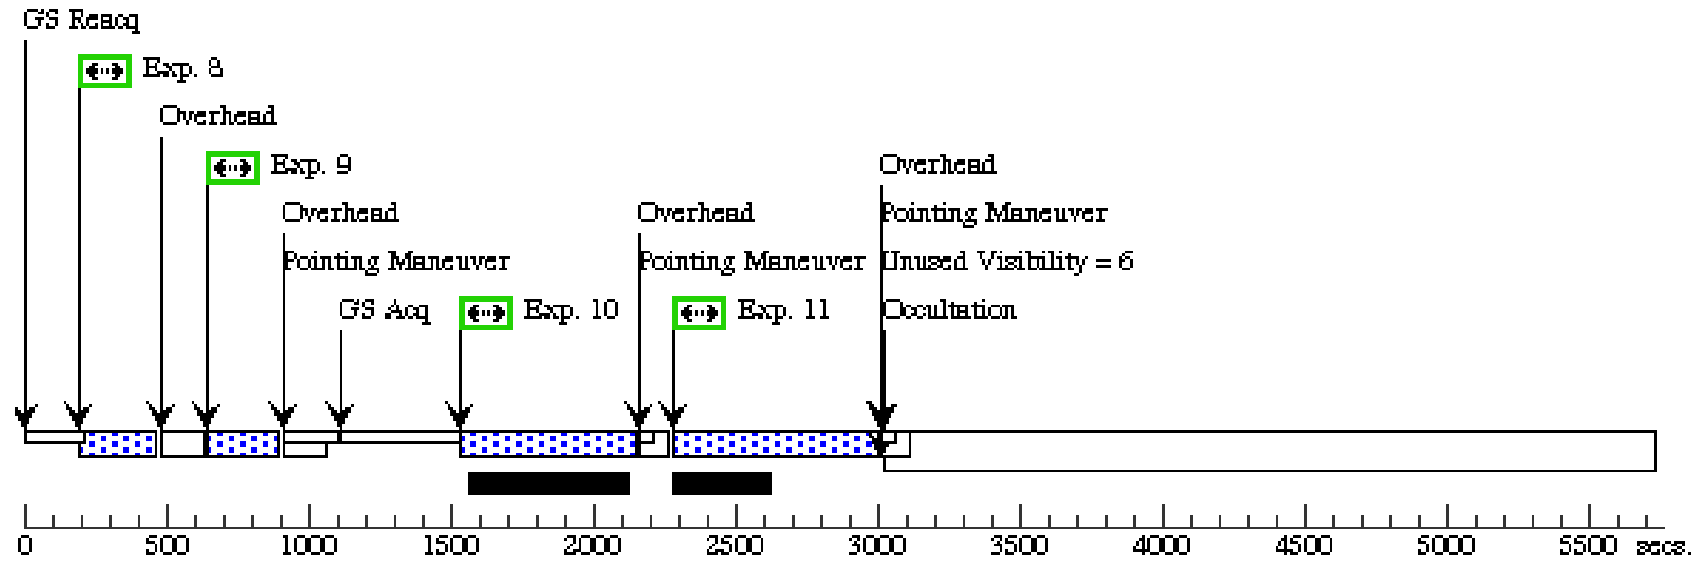 GS Reacq
Exp. 8
Overhead
Exp. 9
Overhead
Pointing Maneuver
GS Acq
Exp. 10
Overhead
Pointing Maneuver
Exp. 11
Overhead
Pointing Maneuver
Unused Visibility = 6
Occultation
0 500 1000 1500 2000 2500 3000 3500 4000 4500 5000 5500 secs.